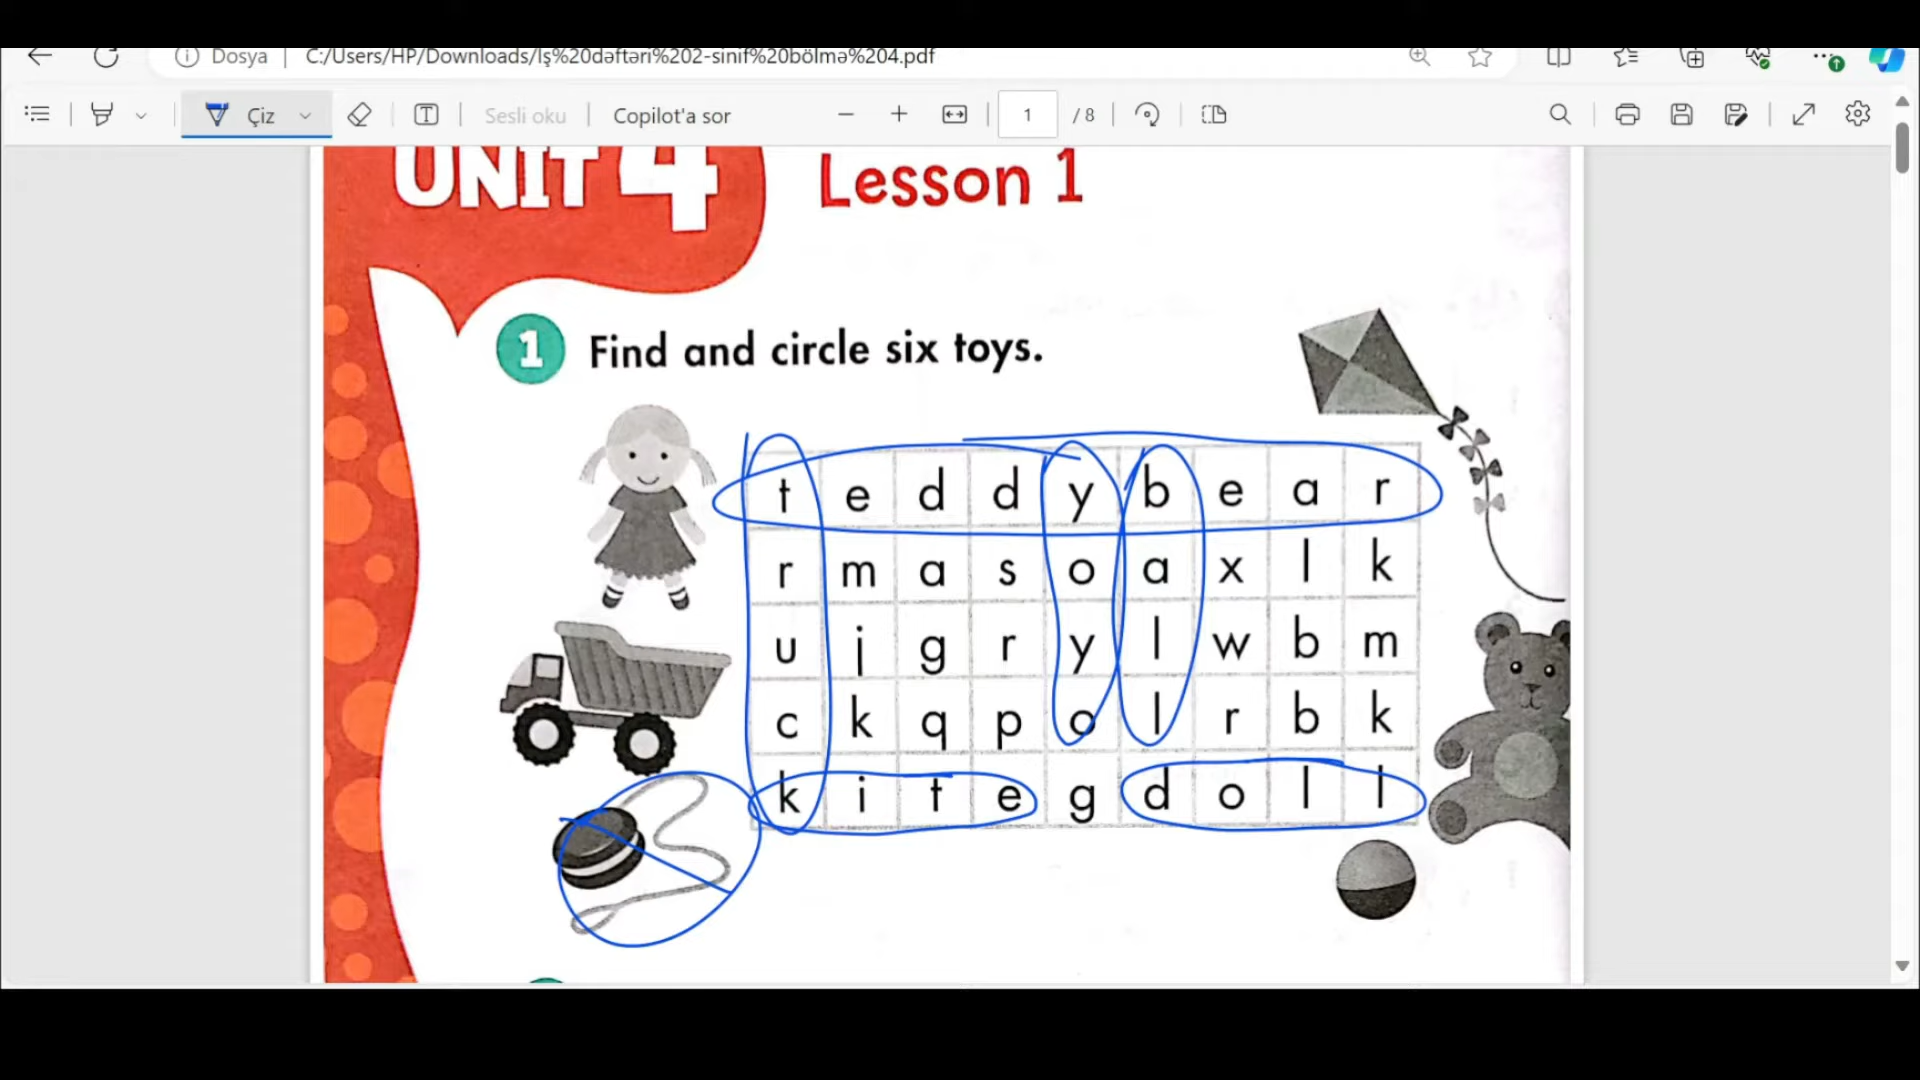 Dosya
C:/Users/HP/Downloads/İş%20dəftəri%202-sinif%20bölmə%204.pdf
Çiz
Sesli oku
Copilot'a sor
1
/ 8
UNIT 4
Lesson 1
1 Find and circle six toys.
t e d d y b e a r
r m a s o a x l k
u j g r y l w b m
c k q p o l r b k
k i t e g d o l l